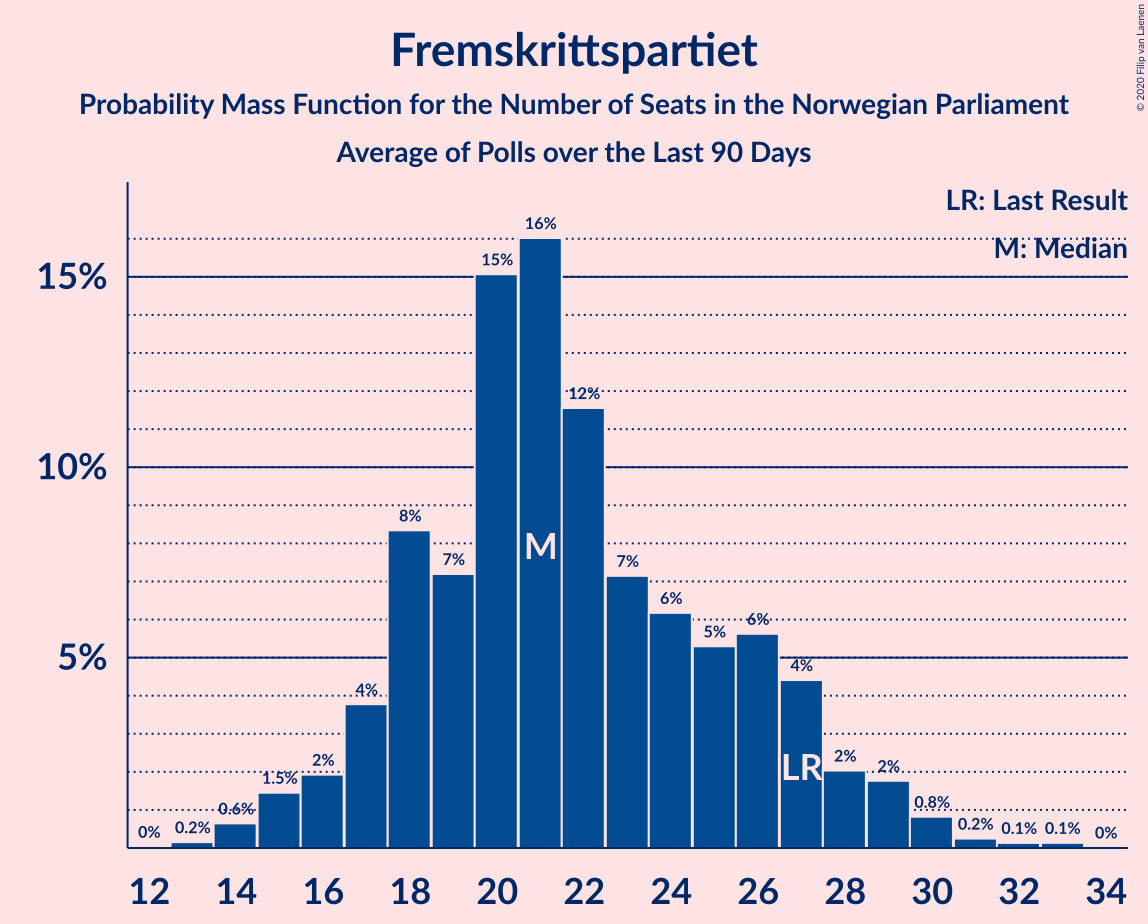 Fremskrittspartiet
Probability Mass Function for the Number of Seats in the Norwegian Parliament
Average of Polls over the Last 90 Days
© 2020 Filip van Laenen
LR: Last Result
M: Median
15%
10%
5%
0%
0.2%
0.6%
1.5%
2%
4%
8%
7%
15%
16%
12%
7%
6%
5%
6%
4%
2%
2%
0.8%
0.2%
0.1%
0.1%
0%
M
LR
12 14 16 18 20 22 24 26 28 30 32 34